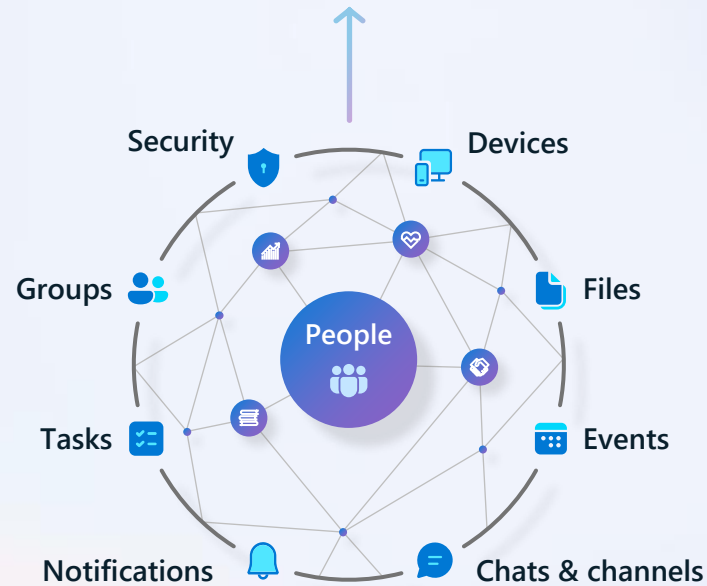 Security
Devices
Groups
Files
People
Tasks
Events
Notifications
Chats & channels